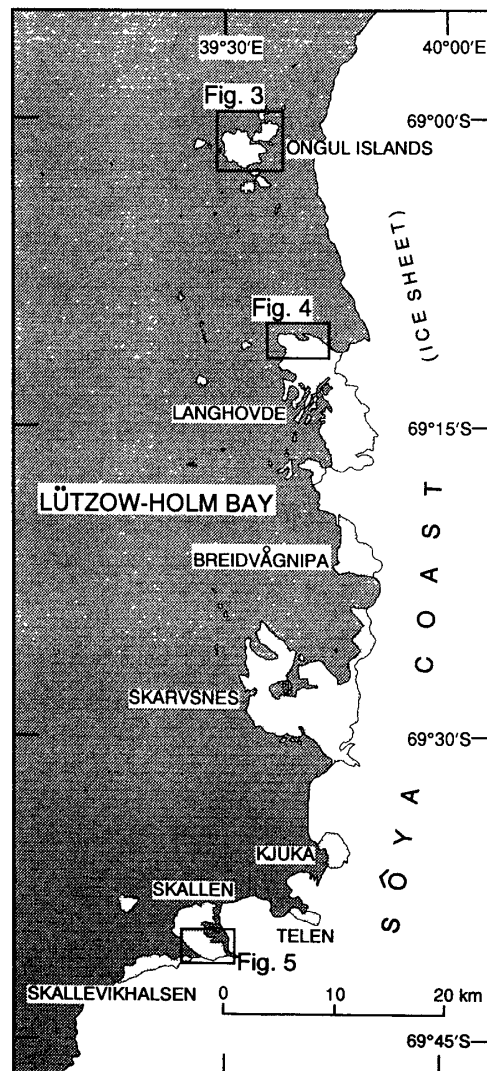 39°30'E
40°00'E
Fig. 3
69°00'S
ONGUL ISLANDS
(ICE SHEET)
Fig. 4
LANGHOVDE
69°15'S
LÜTZOW-HOLM BAY
BREIDVÅGNIPA
SKARVSNES
69°30'S
SÔYA COAST
KJUKA
SKALLEN
TELEN
Fig. 5
SKALLEVIKHALSEN
0 10 20 km
69°45'S